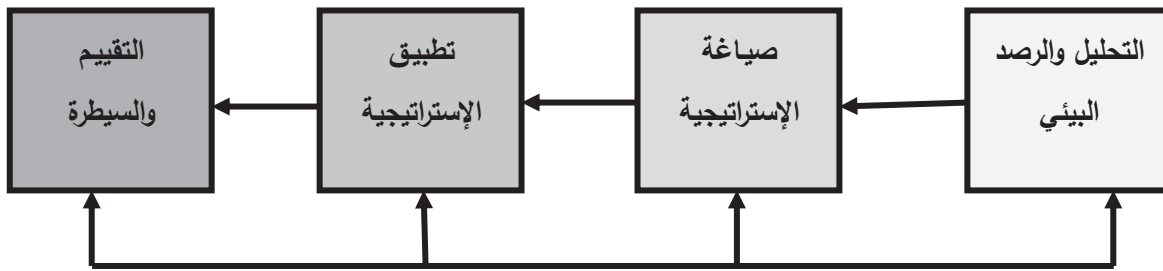 التحليل والرصد
البيئي
صياغة
الإستراتيجية
تطبيق
الإستراتيجية
التقييم
والسيطرة